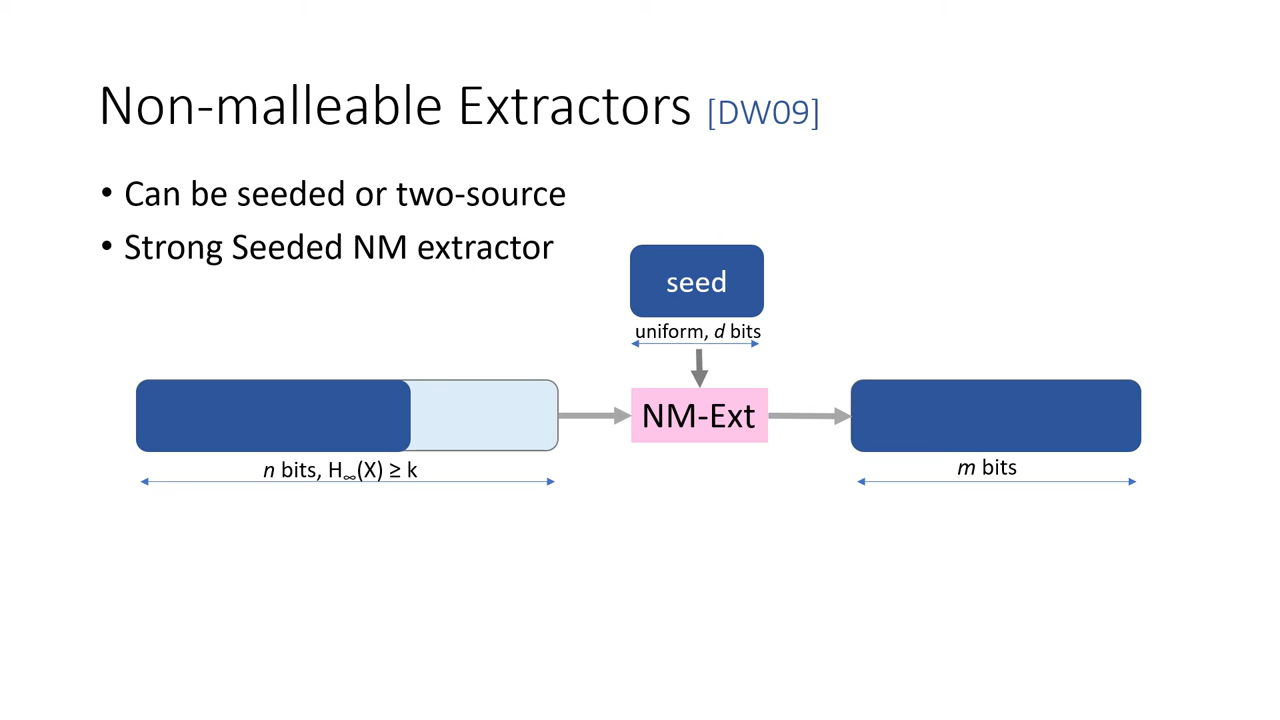 Non-malleable Extractors [DW09]
• Can be seeded or two-source
• Strong Seeded NM extractor
seed
uniform, d bits
NM-Ext
n bits, H∞(X) ≥ k
m bits